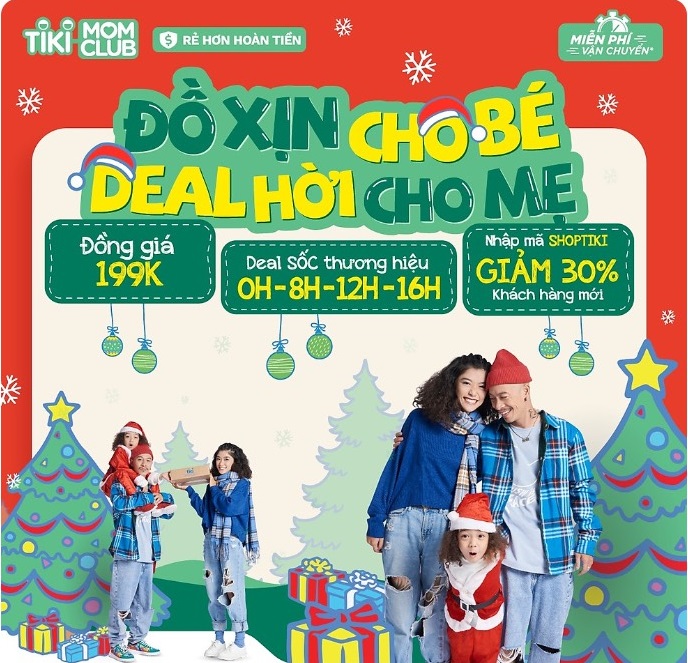 TIKI MOM CLUB
RẺ HƠN HOÀN TIỀN
MIỄN PHÍ
VẬN CHUYỂN*
ĐỒ XỊN CHO BÉ
DEAL HỜI CHO MẸ
Đồng giá
199K
Deal SỐC thương hiệu
0H-8H-12H-16H
Nhập mã SHOPTIKI
GIẢM 30%
Khách hàng mới